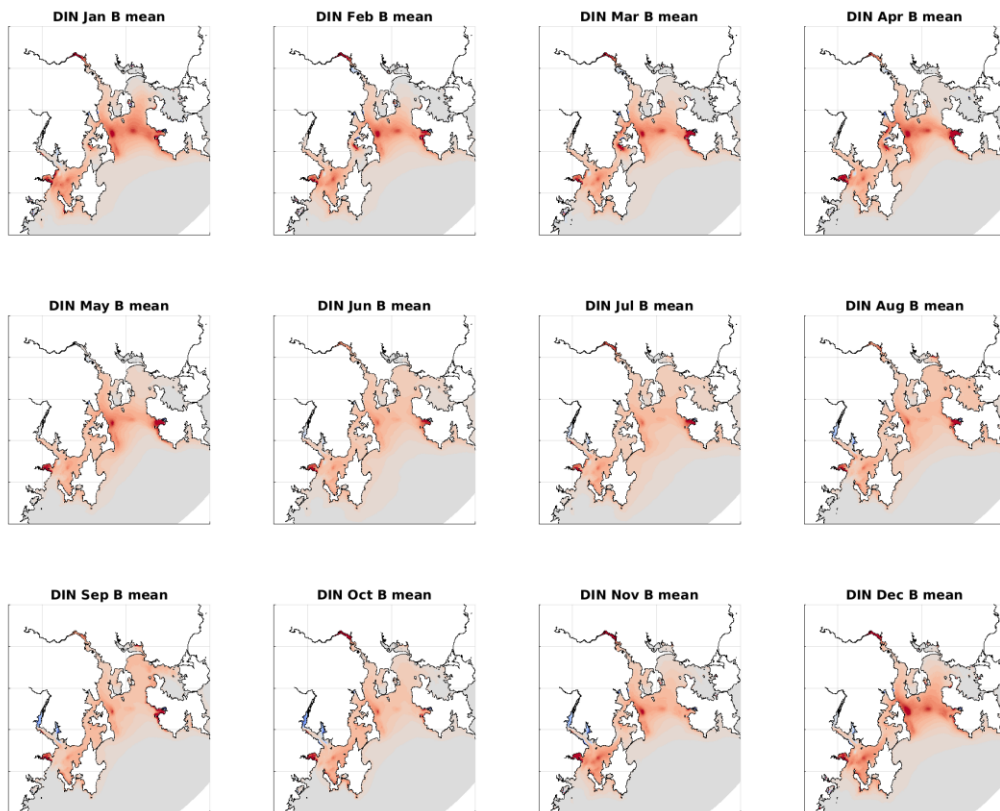 DIN Jan B mean
DIN Feb B mean
DIN Mar B mean
DIN Apr B mean
DIN May B mean
DIN Jun B mean
DIN Jul B mean
DIN Aug B mean
DIN Sep B mean
DIN Oct B mean
DIN Nov B mean
DIN Dec B mean